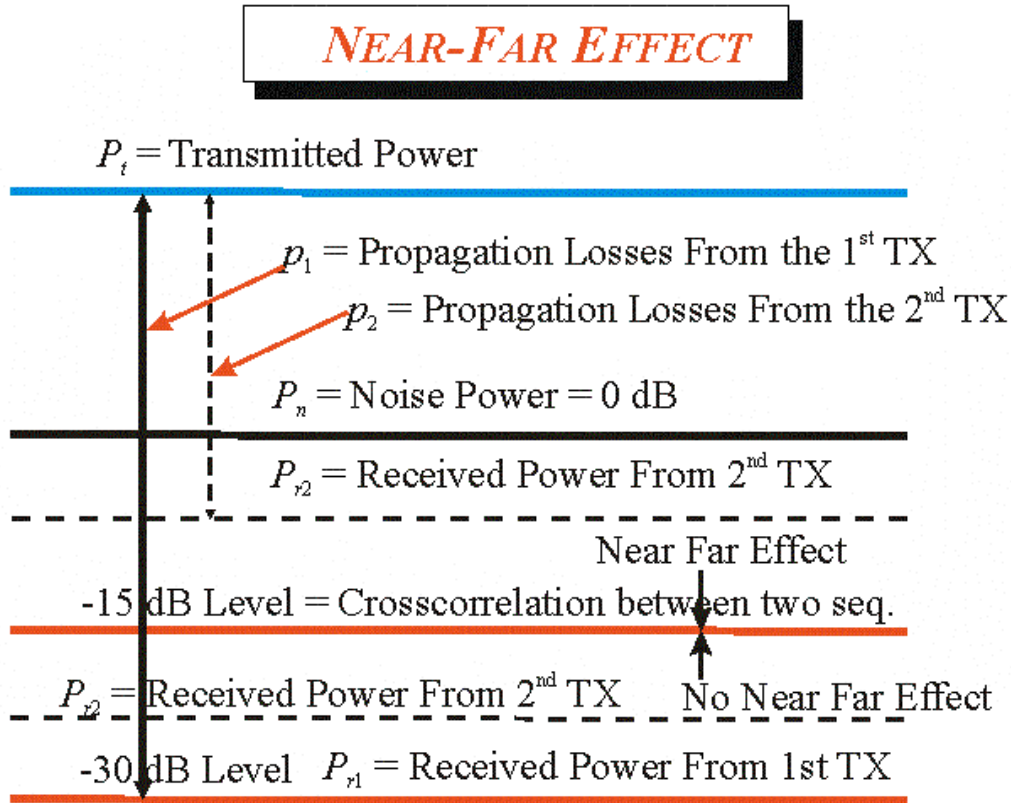 NEAR-FAR EFFECT
Pt = Transmitted Power
p1 = Propagation Losses From the 1st TX
p2 = Propagation Losses From the 2nd TX
Pn = Noise Power = 0 dB
Pr2 = Received Power From 2nd TX
Near Far Effect
-15 dB Level = Crosscorrelation between two seq.
Pr2 = Received Power From 2nd TX
No Near Far Effect
-30 dB Level Pr1 = Received Power From 1st TX